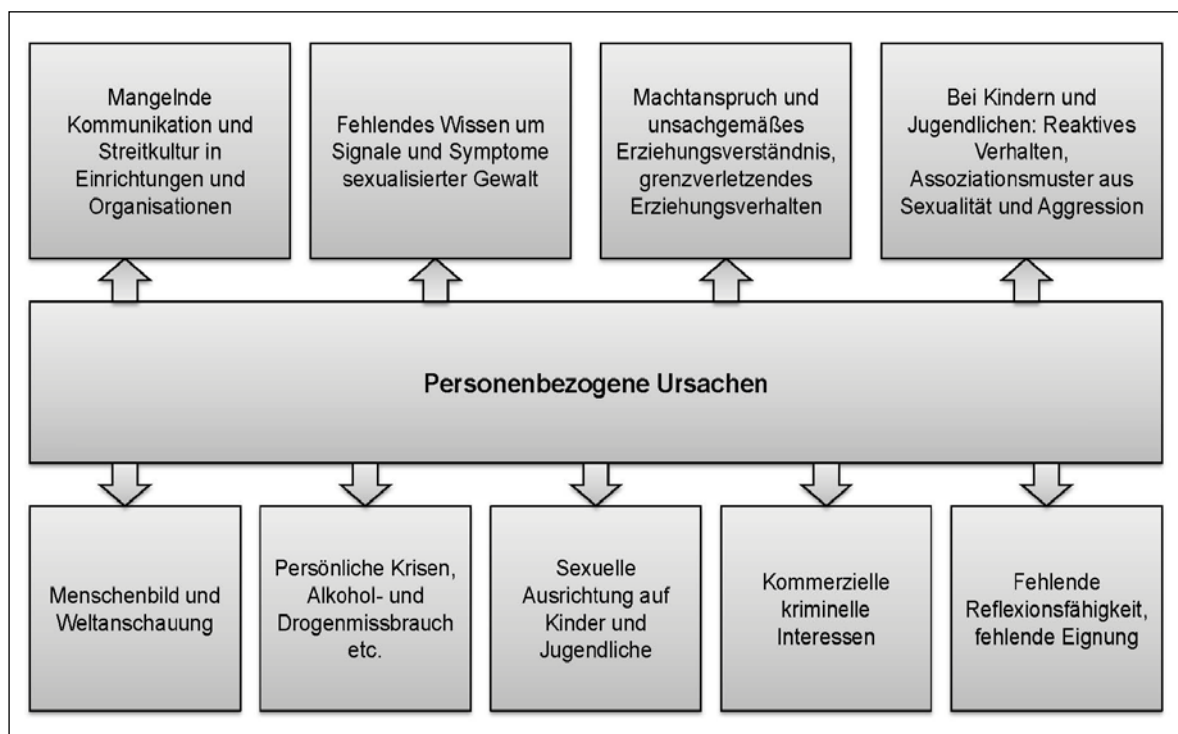 Mangelnde
Kommunikation und
Streitkultur in
Einrichtungen und
Organisationen
Fehlendes Wissen um
Signale und Symptome
sexualisierter Gewalt
Machtanspruch und
unsachgemäßes
Erziehungsverständnis,
grenzverletzendes
Erziehungsverhalten
Bei Kindern und
Jugendlichen: Reaktives
Verhalten,
Assoziationsmuster aus
Sexualität und Aggression
Personenbezogene Ursachen
Menschenbild und
Weltanschauung
Persönliche Krisen,
Alkohol- und
Drogenmissbrauch
etc.
Sexuelle
Ausrichtung auf
Kinder und
Jugendliche
Kommerzielle
kriminelle
Interessen
Fehlende
Reflexionsfähigkeit,
fehlende Eignung